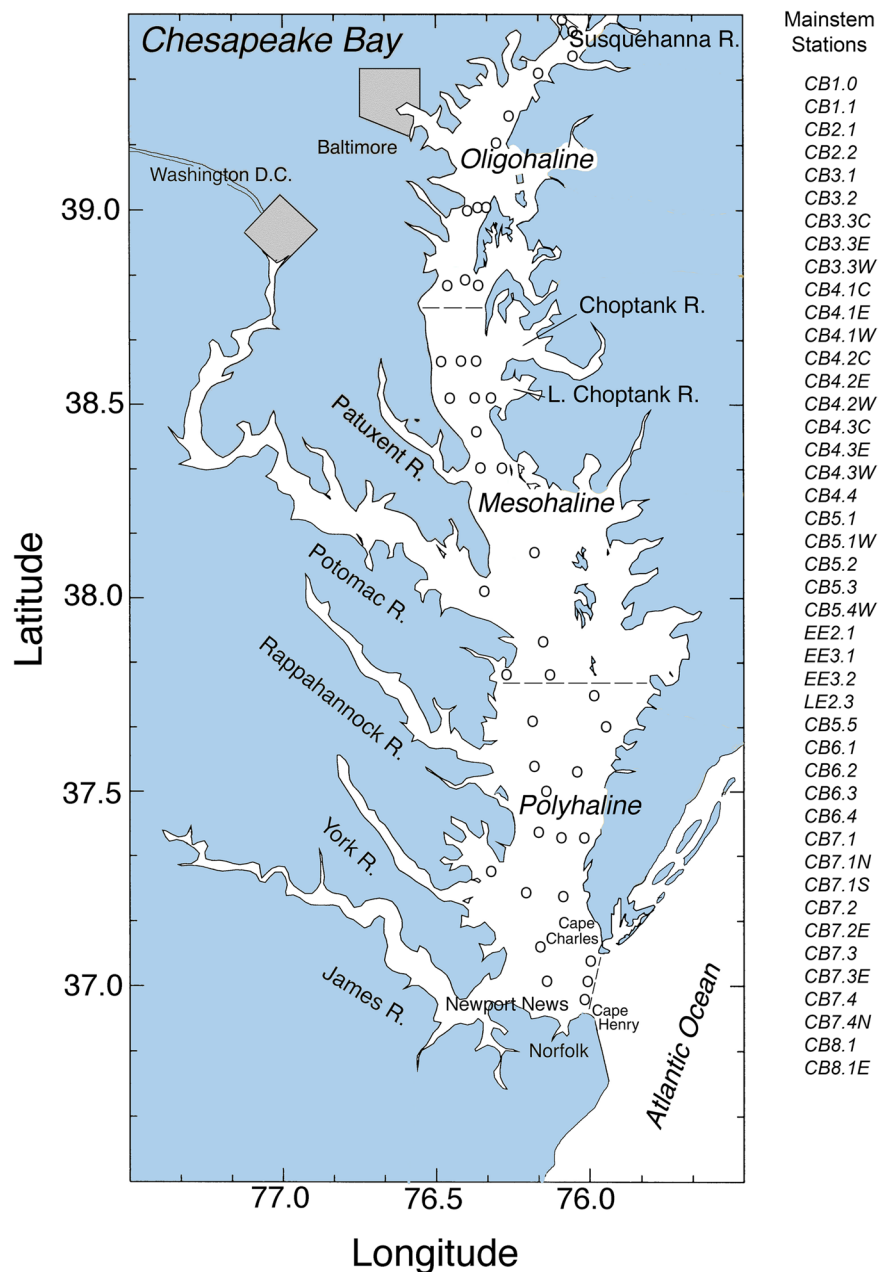 Chesapeake Bay
Susquehanna R.
Baltimore
Oligohaline
Washington D.C.
39.0
Choptank R.
38.5
L. Choptank R.
Patuxent R.
Mesohaline
Potomac R.
38.0
Rappahannock R.
37.5
Polyhaline
York R.
Cape
Charles
James R.
37.0
Newport News
Cape
Henry
Norfolk
Atlantic Ocean
Latitude
77.0
76.5
76.0
Longitude
Mainstem
Stations
CB1.0
CB1.1
CB2.1
CB2.2
CB3.1
CB3.2
CB3.3C
CB3.3E
CB3.3W
CB4.1C
CB4.1E
CB4.1W
CB4.2C
CB4.2E
CB4.2W
CB4.3C
CB4.3E
CB4.3W
CB4.4
CB5.1
CB5.1W
CB5.2
CB5.3
CB5.4W
EE2.1
EE3.1
EE3.2
LE2.3
CB5.5
CB6.1
CB6.2
CB6.3
CB6.4
CB7.1
CB7.1N
CB7.1S
CB7.2
CB7.2E
CB7.3
CB7.3E
CB7.4
CB7.4N
CB8.1
CB8.1E